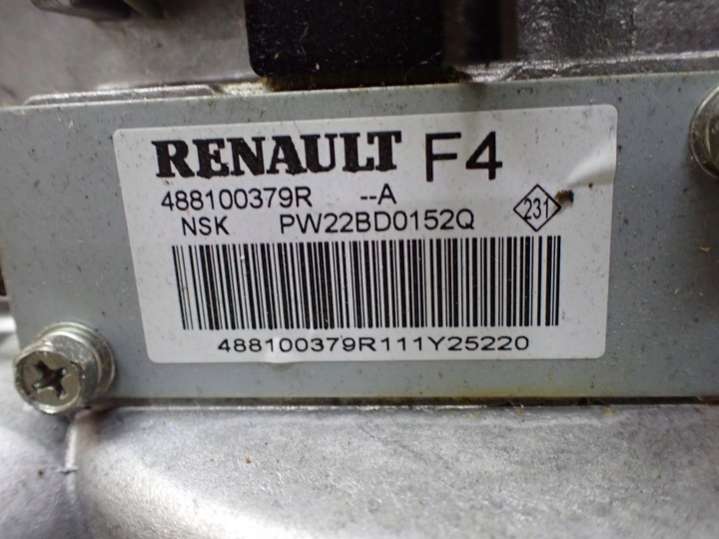 RENAULT F4
488100379R --A
NSK PW22BD0152Q 231
488100379R111Y25220